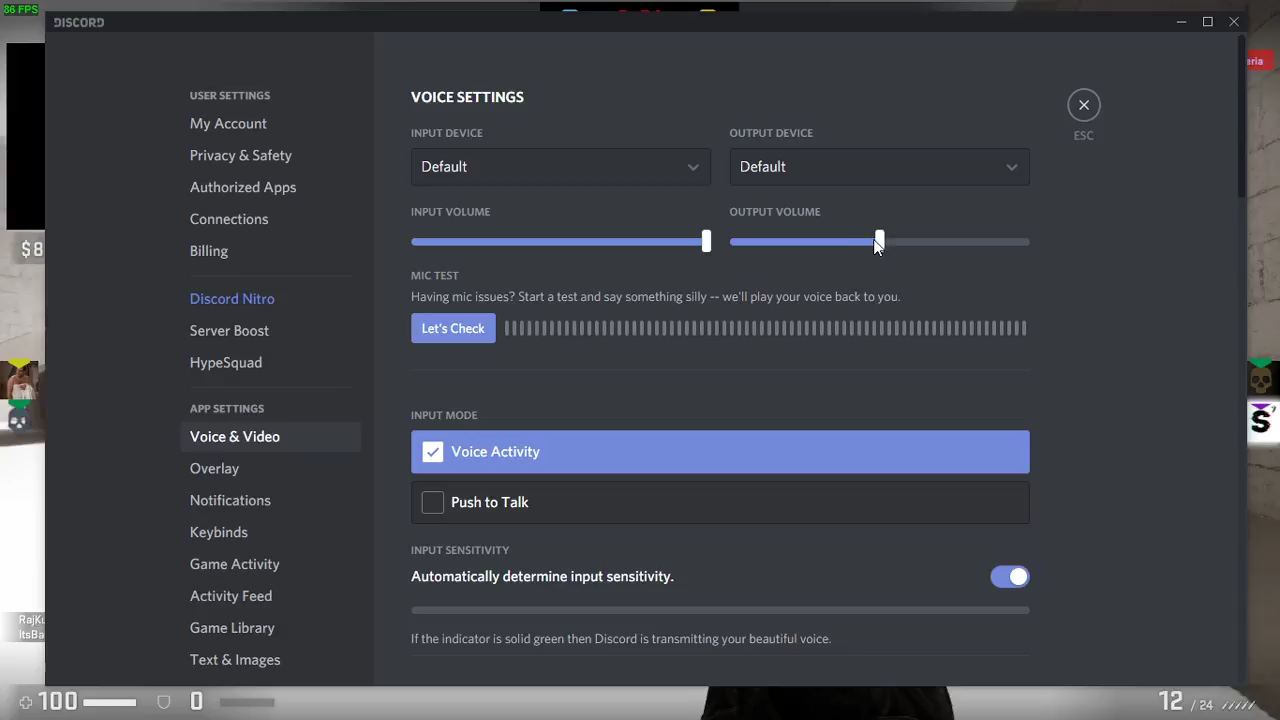 86 FPS
DISCORD
aria
USER SETTINGS
My Account
Privacy & Safety
Authorized Apps
Connections
Billing
Discord Nitro
Server Boost
HypeSquad
APP SETTINGS
Voice & Video
Overlay
Notifications
Keybinds
Game Activity
Activity Feed
Game Library
Text & Images
VOICE SETTINGS
INPUT DEVICE
Default
OUTPUT DEVICE
Default
INPUT VOLUME
OUTPUT VOLUME
MIC TEST
Having mic issues? Start a test and say something silly -- we'll play your voice back to you.
Let's Check
INPUT MODE
Voice Activity
Push to Talk
INPUT SENSITIVITY
Automatically determine input sensitivity.
If the indicator is solid green then Discord is transmitting your beautiful voice.
ESC
$8
RajKu
ItsBa
S 7
100
0
12 / 24